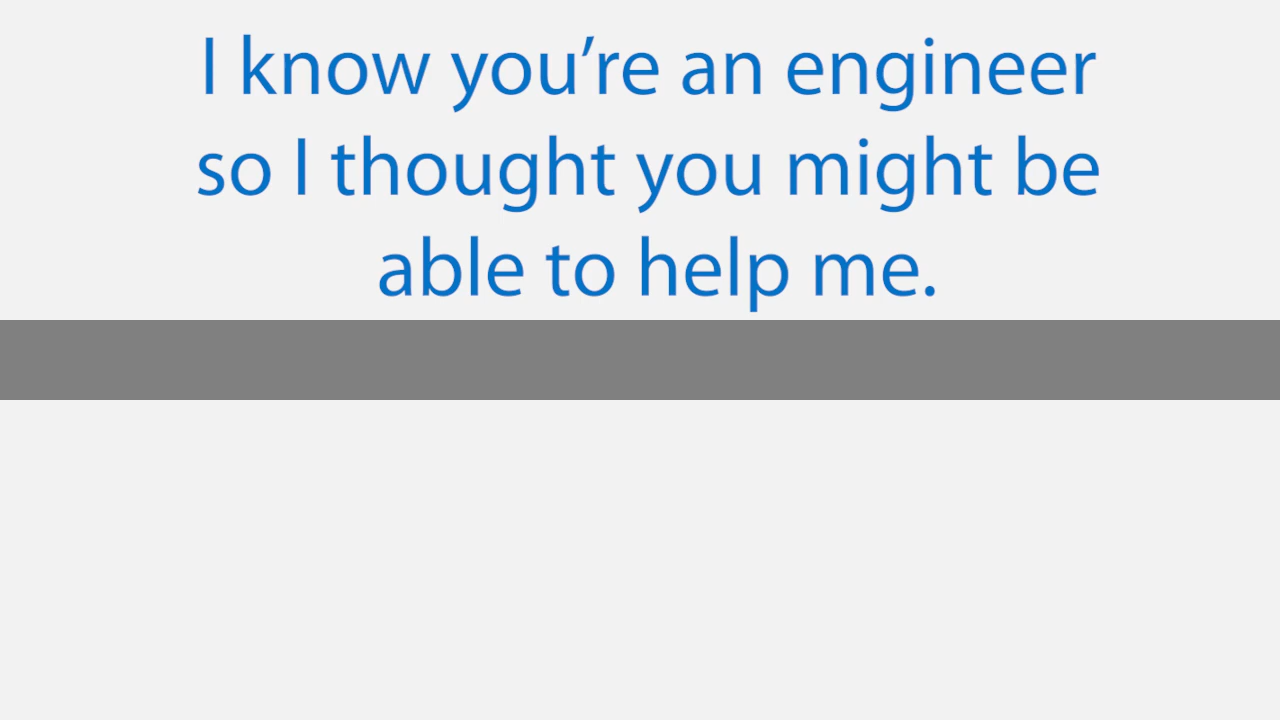 I know you’re an engineer
so I thought you might be
able to help me.